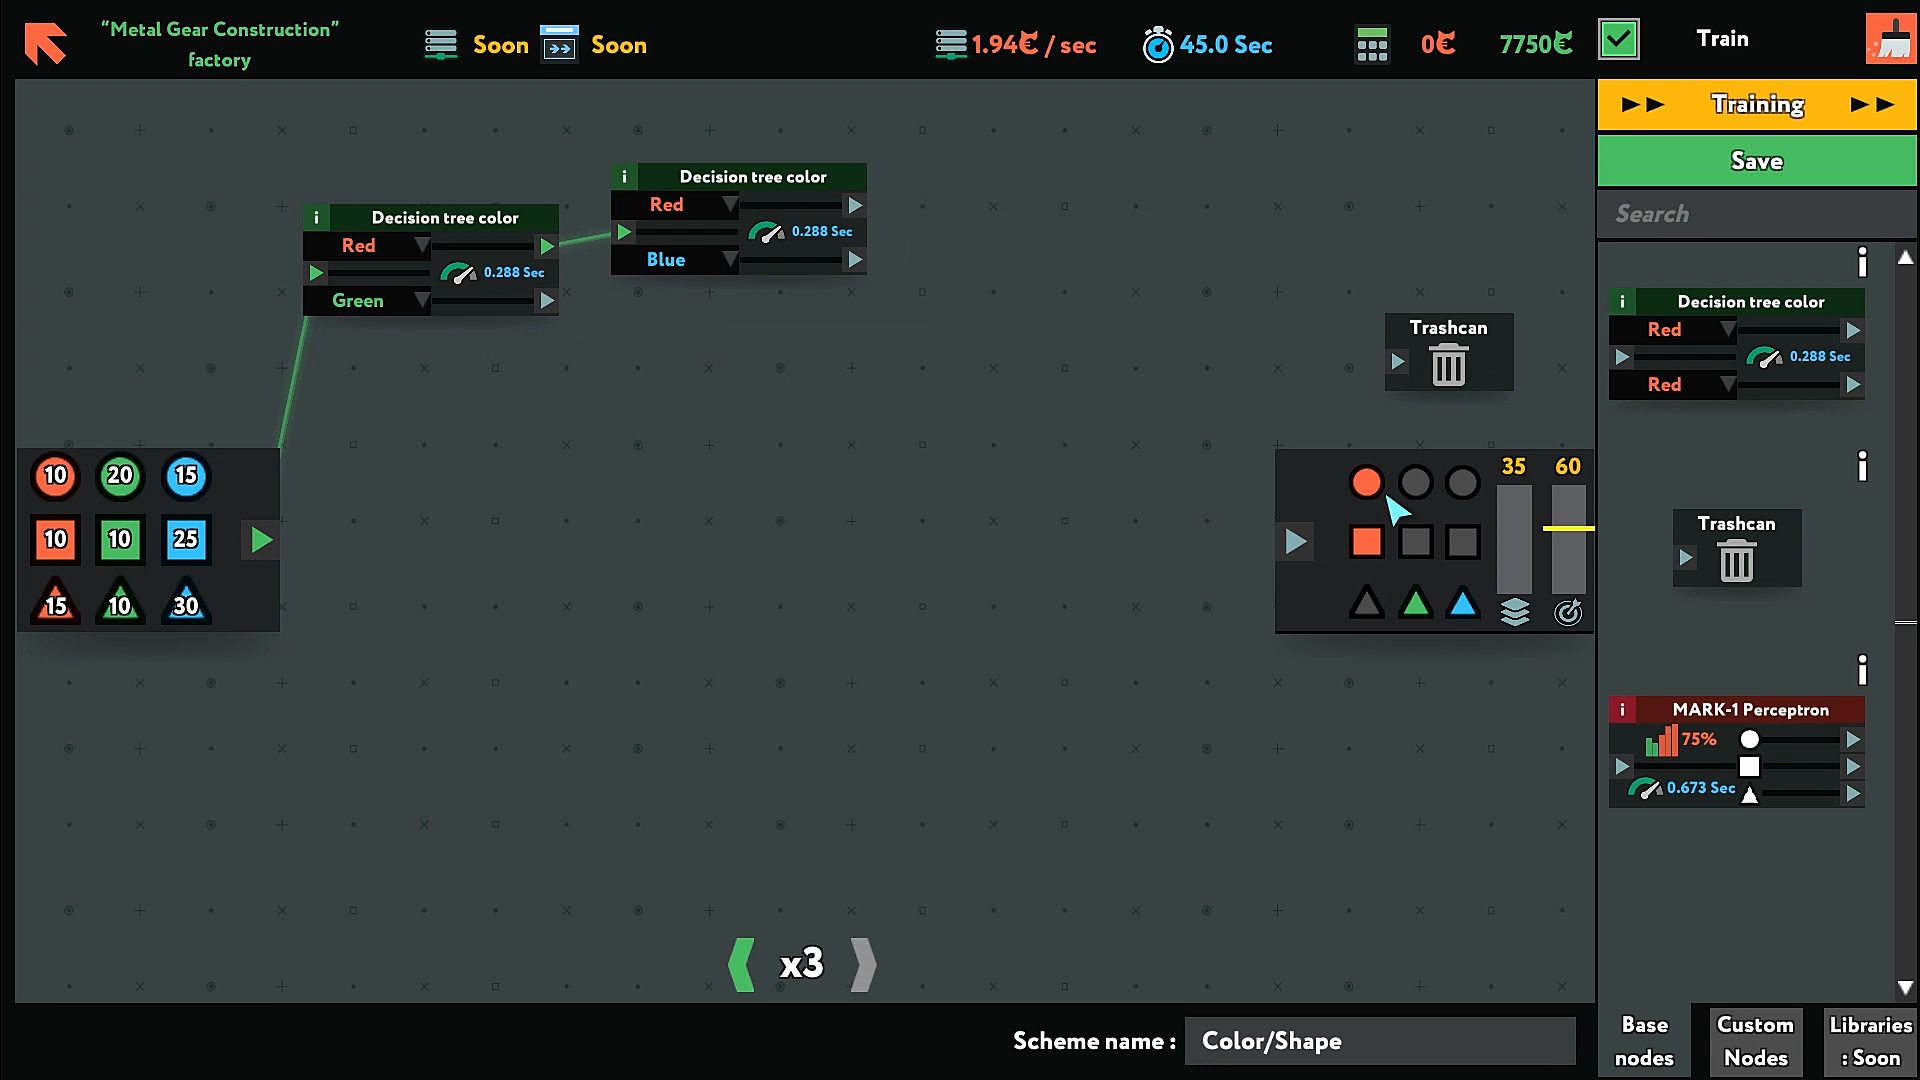 “Metal Gear Construction”
factory
Soon
Soon
1.94€ / sec
45.0 Sec
0€
7750€
Train
Training
Save
Search
i Decision tree color
Red
0.288 Sec
Green
i Decision tree color
Red
0.288 Sec
Blue
Trashcan
10 20 15
10 10 25
15 10 30
35 60
i
i Decision tree color
Red
0.288 Sec
Red
i
Trashcan
i
i MARK-1 Perceptron
75%
0.673 Sec
x3
Scheme name :
Color/Shape
Base
nodes
Custom
Nodes
Libraries
: Soon